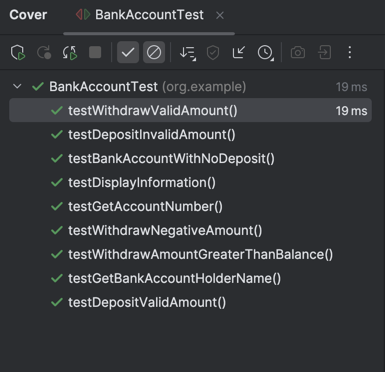 Cover BankAccountTest
BankAccountTest (org.example) 19 ms
testWithdrawValidAmount() 19 ms
testDepositInvalidAmount()
testBankAccountWithNoDeposit()
testDisplayInformation()
testGetAccountNumber()
testWithdrawNegativeAmount()
testWithdrawAmountGreaterThanBalance()
testGetBankAccountHolderName()
testDepositValidAmount()